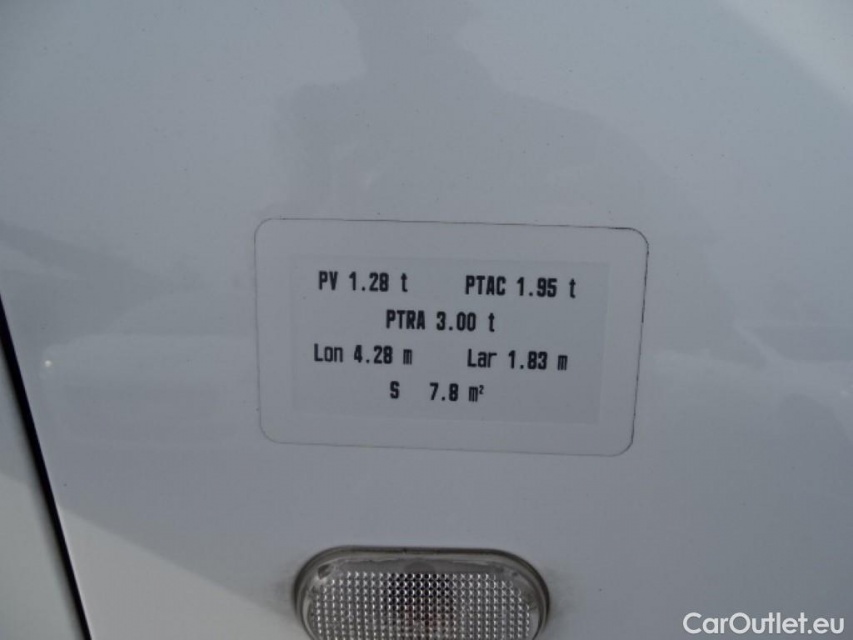 PV 1.28 t PTAC 1.95 t
PTRA 3.00 t
Lon 4.28 m Lar 1.83 m
S 7.8 m²
CarOutlet.eu